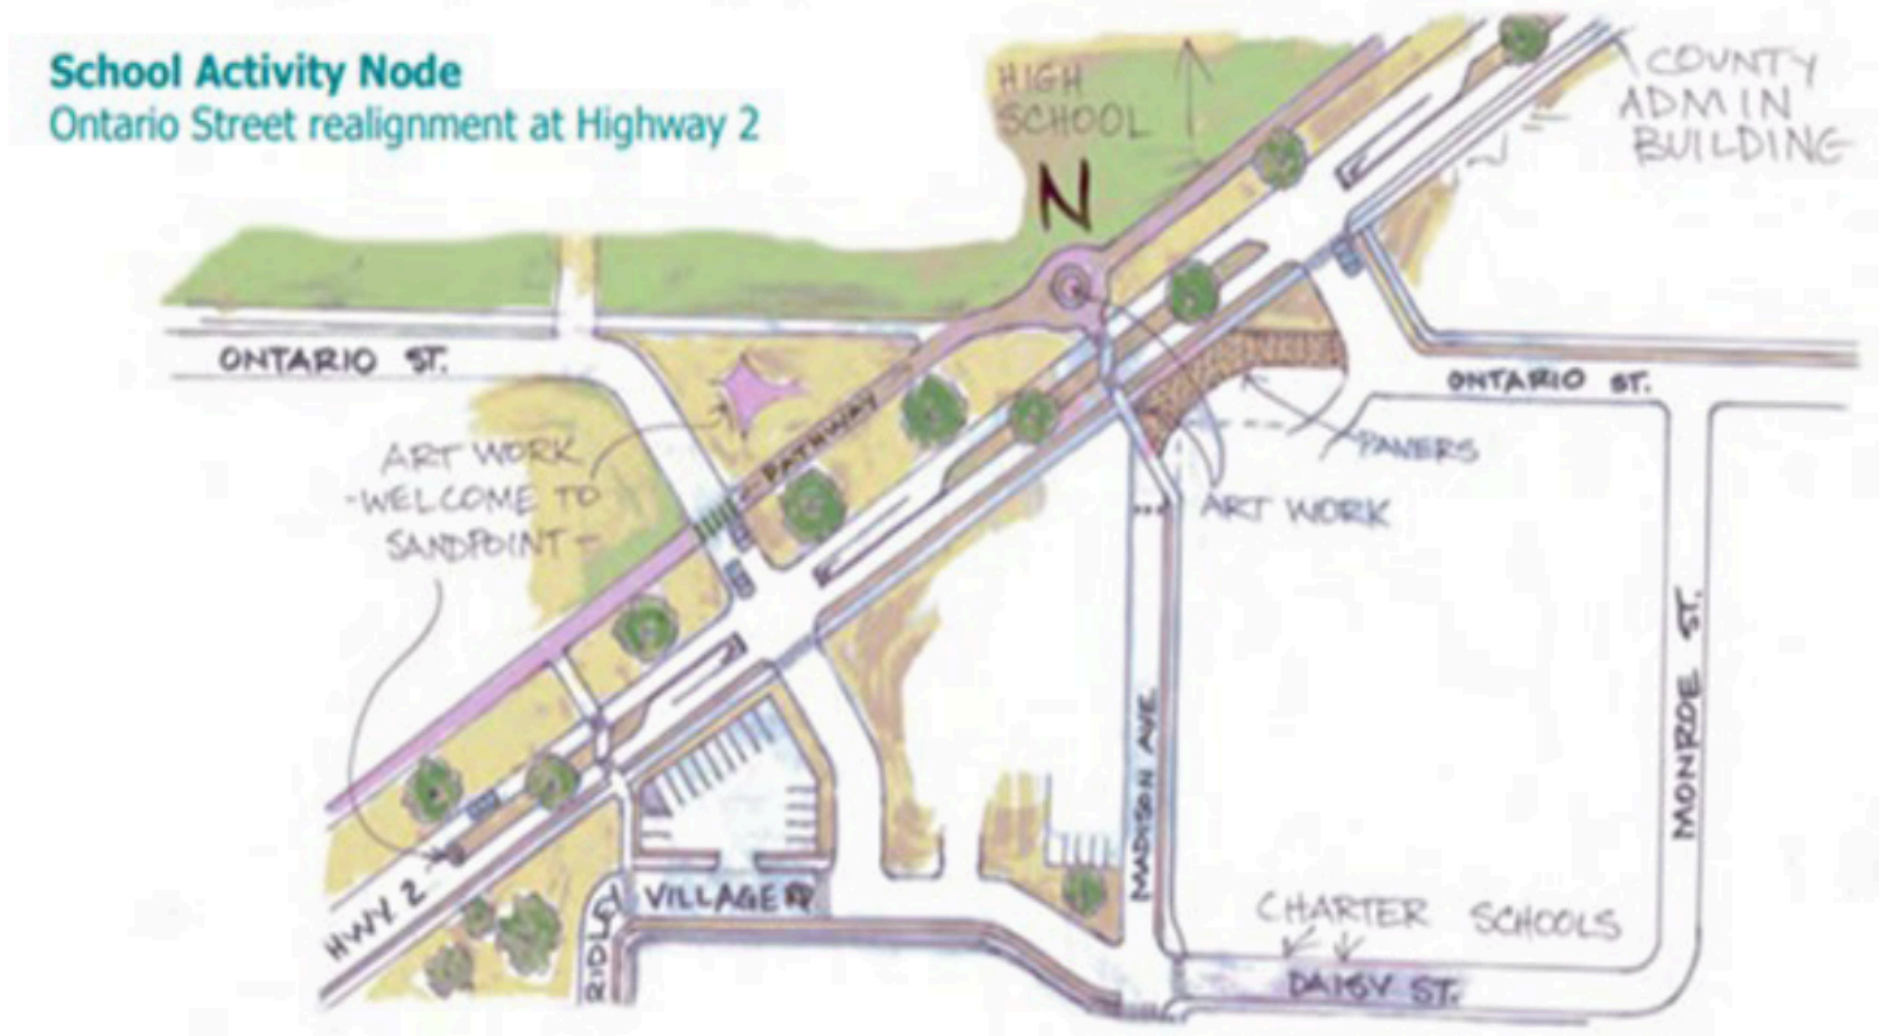 School Activity Node
Ontario Street realignment at Highway 2
HIGH
SCHOOL
N
COUNTY
ADMIN
BUILDING
ONTARIO ST.
ONTARIO ST.
PATHWAY
ART WORK
-WELCOME TO
SANDPOINT-
PAVERS
ART WORK
MONROE ST.
MADISON AVE.
HWY. 2
VILLAGE
RIDLEY
CHARTER SCHOOLS
DAISY ST.